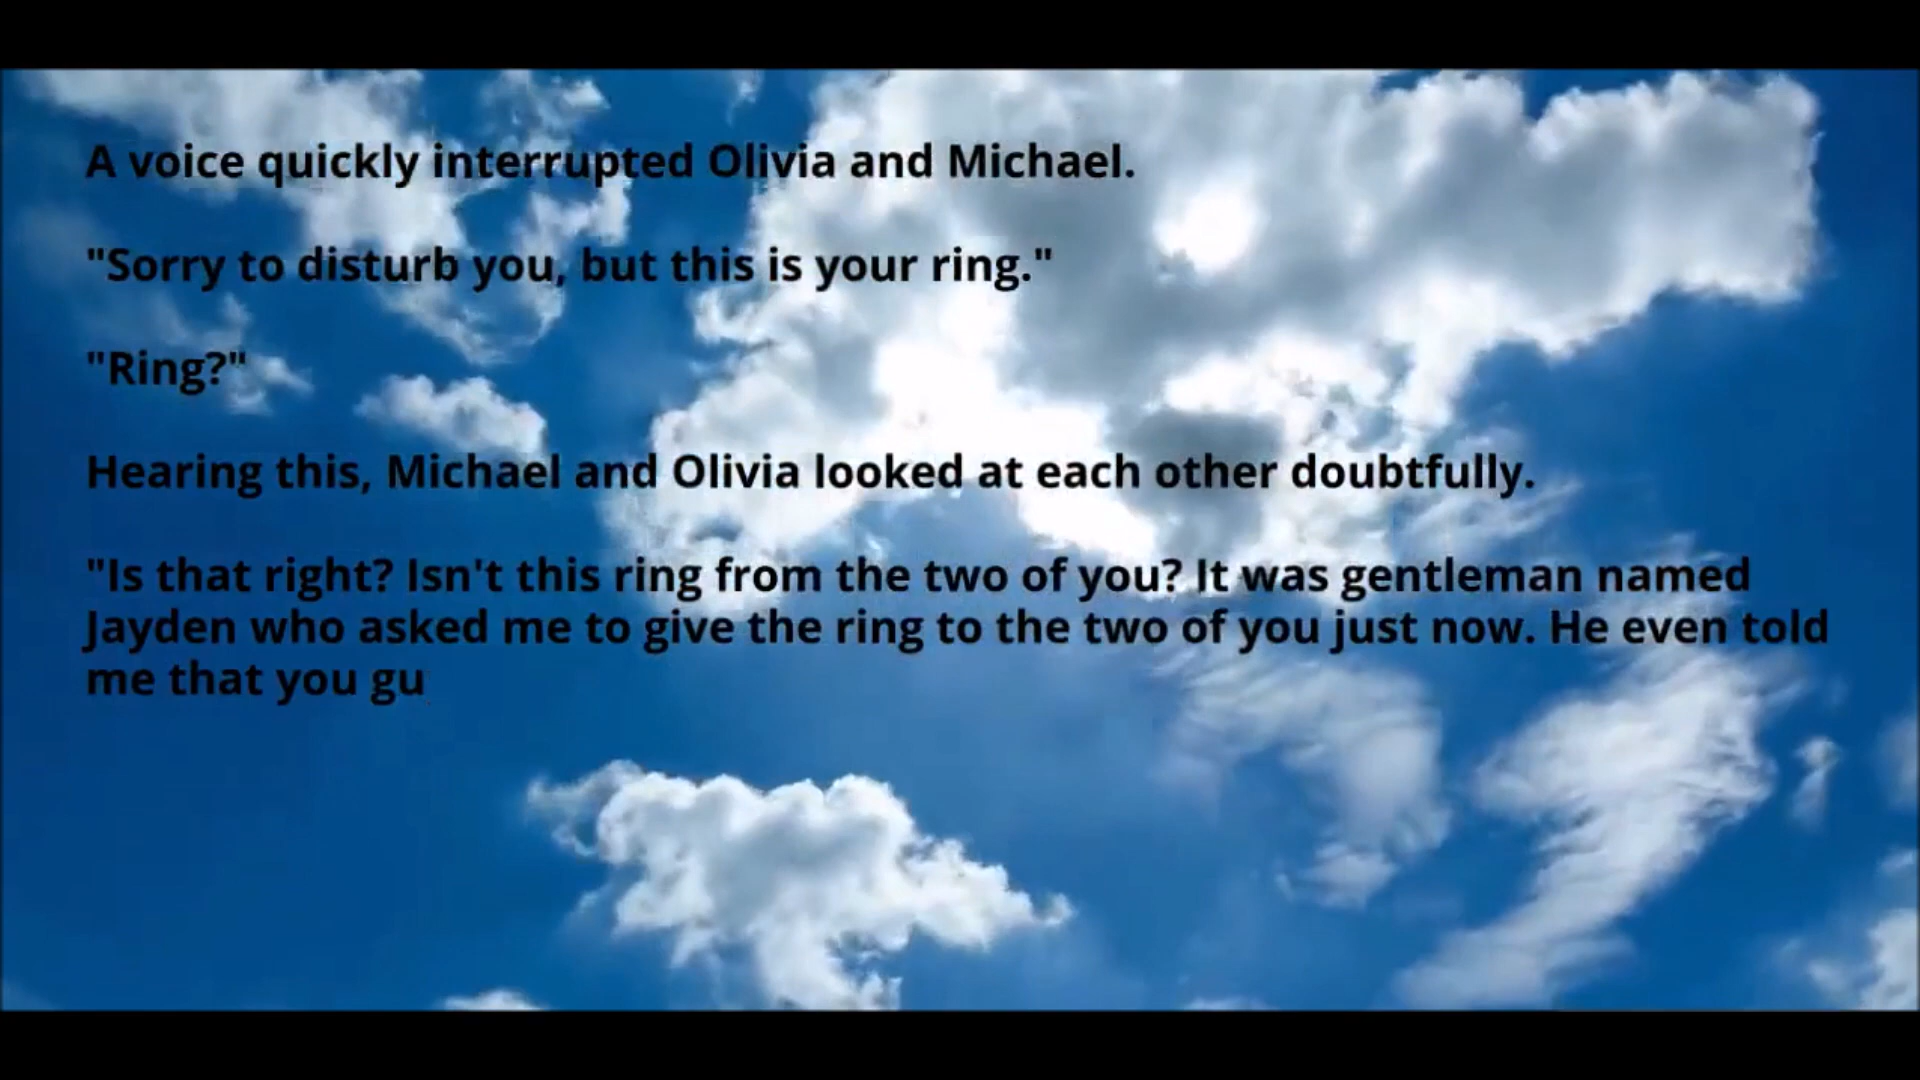 A voice quickly interrupted Olivia and Michael.
"Sorry to disturb you, but this is your ring."
"Ring?"
Hearing this, Michael and Olivia looked at each other doubtfully.
"Is that right? Isn't this ring from the two of you? It was gentleman named
Jayden who asked me to give the ring to the two of you just now. He even told
me that you gu